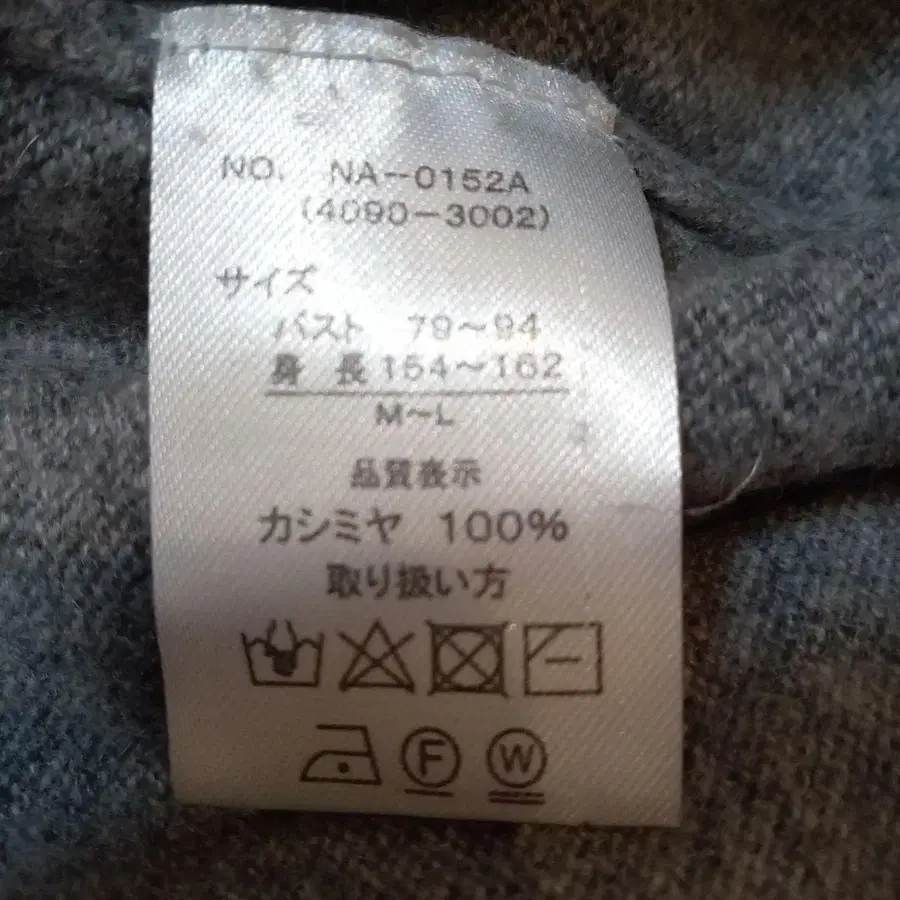 NO. NA-0152A
(4090-3002)
サイズ
バスト 79～94
身 長 154～162
M～L
品質表示
カシミヤ 100%
取り扱い方
F W